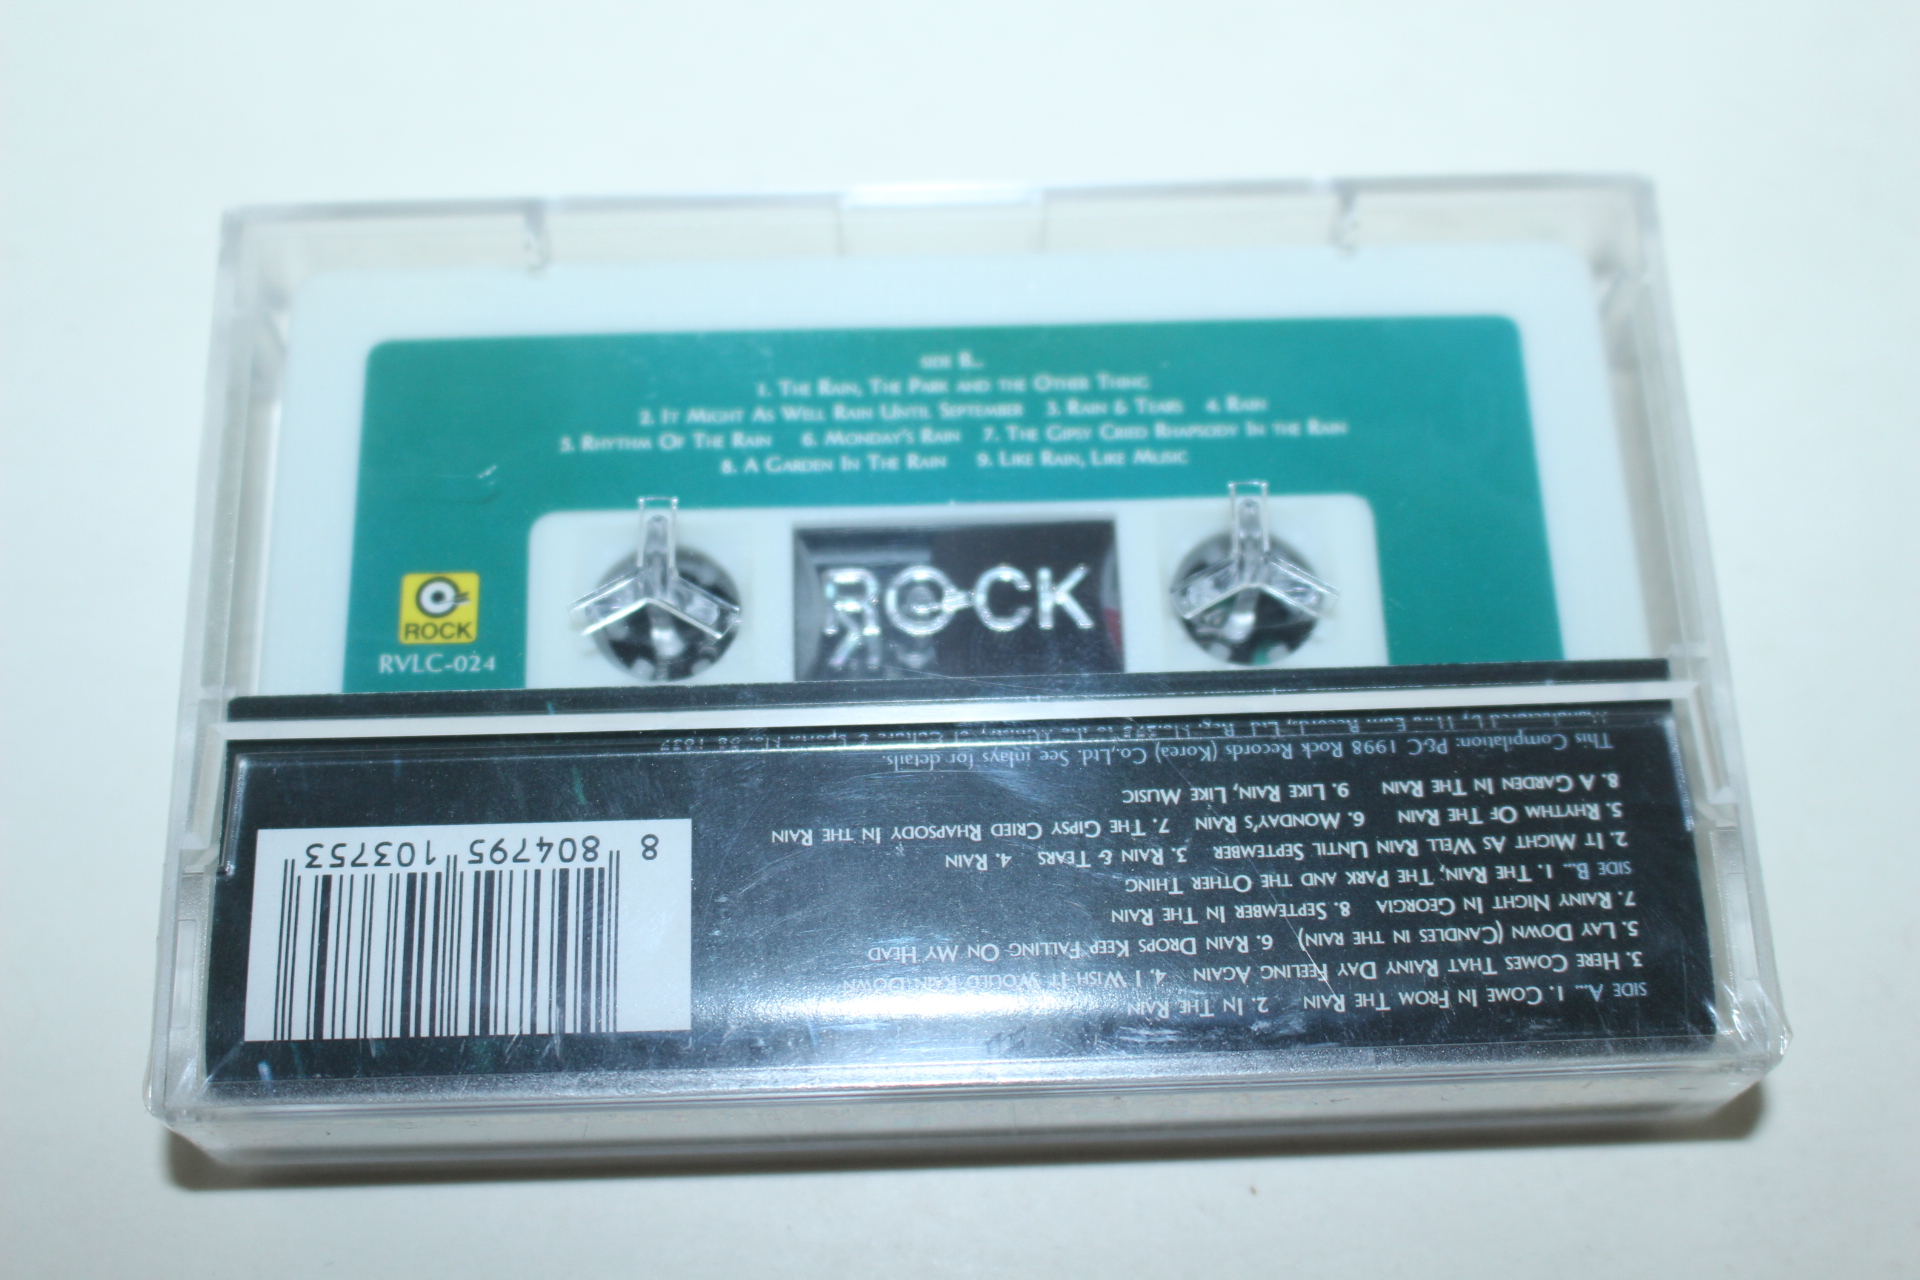 SIDE B...
1. THE RAIN, THE PARK AND THE OTHER THING
2. IT MIGHT AS WELL RAIN UNTIL SEPTEMBER 3. RAIN & TEARS 4. RAIN
5. RHYTHM OF THE RAIN 6. MONDAY'S RAIN 7. THE GIPSY CRIED RHAPSODY IN THE RAIN
8. A GARDEN IN THE RAIN 9. LIKE RAIN, LIKE MUSIC
ROCK
ROCK
RVLC-024
SIDE A... 1. COME IN FROM THE RAIN 2. IN THE RAIN
3. HERE COMES THAT RAINY DAY FEELING AGAIN 4. I WISH IT WOULD RAIN DOWN
5. LAY DOWN (CANDLES IN THE RAIN) 6. RAIN DROPS KEEP FALLING ON MY HEAD
7. RAINY NIGHT IN GEORGIA 8. SEPTEMBER IN THE RAIN
SIDE B... 1. THE RAIN, THE PARK AND THE OTHER THING
2. IT MIGHT AS WELL RAIN UNTIL SEPTEMBER 3. RAIN & TEARS 4. RAIN
5. RHYTHM OF THE RAIN 6. MONDAY'S RAIN 7. THE GIPSY CRIED RHAPSODY IN THE RAIN
8. A GARDEN IN THE RAIN 9. LIKE RAIN, LIKE MUSIC
This Compilation: P&C 1998 Rock Records (Korea) Co.,Ltd. See inlays for details.
8 804795 103753